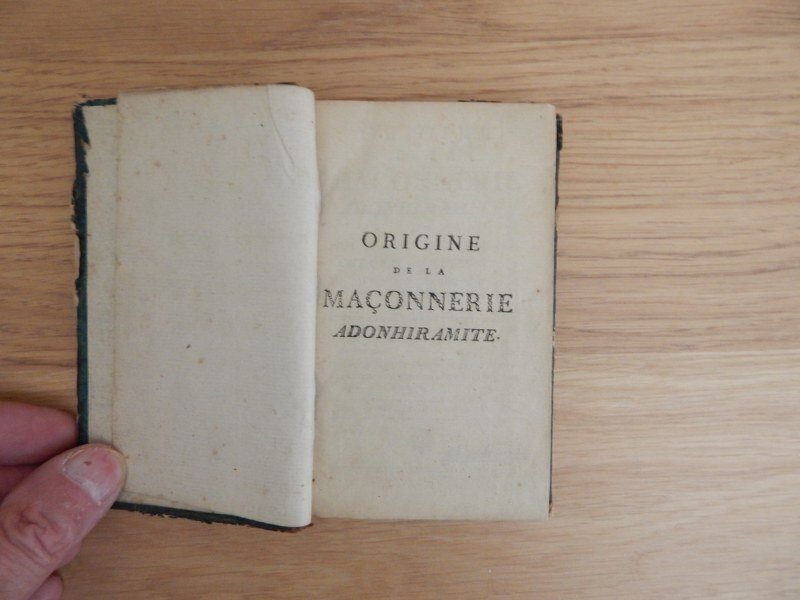 ORIGINE
DE LA
MAÇONNERIE
ADONHIRAMITE.